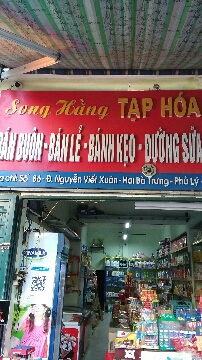 Song Hằng TẠP HÓA
BÁN BUÔN - BÁN LẺ - BÁNH KẸO - ĐƯỜNG SỮA
Số 86 - Đ. Nguyễn Viết Xuân - Hai Bà Trưng - Phủ Lý